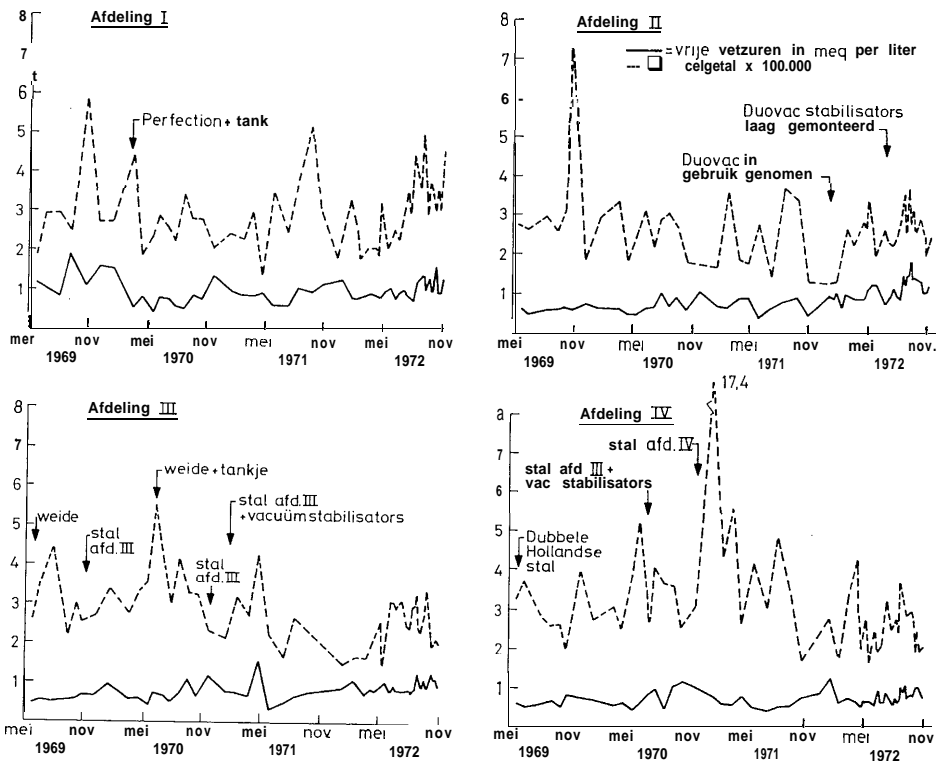 Afdeling I
8
7
t
6
5
4
3
2
1
Perfection + tank
mer nov mei nov mei nov mei nov
1969 1970 1971 1972
Afdeling II
8
7
6
5
4
3
2
1
= vrije vetzuren in meq per liter
celgetal x 100.000
Duovac stabilisators
laag gemonteerd
Duovac in
gebruik genomen
mei nov mei nov mei nov mei nov.
1969 1970 1971 1972
Afdeling III
8
7
6
5
4
3
2
1
weide
stal
afd. III
weide + tankje
stal
afd. III
stal afd. III
+ vacuümstabilisators
mei nov mei nov mei nov. mei nov
1969 1970 1971 1972
Afdeling IV
a
7
6
5
4
3
2
1
17,4
stal afd. IV
stal afd III +
vac stabilisators
Dubbele
Hollandse
stal
mei nov mei nov mei nov mei nov
1969 1970 1971 1972